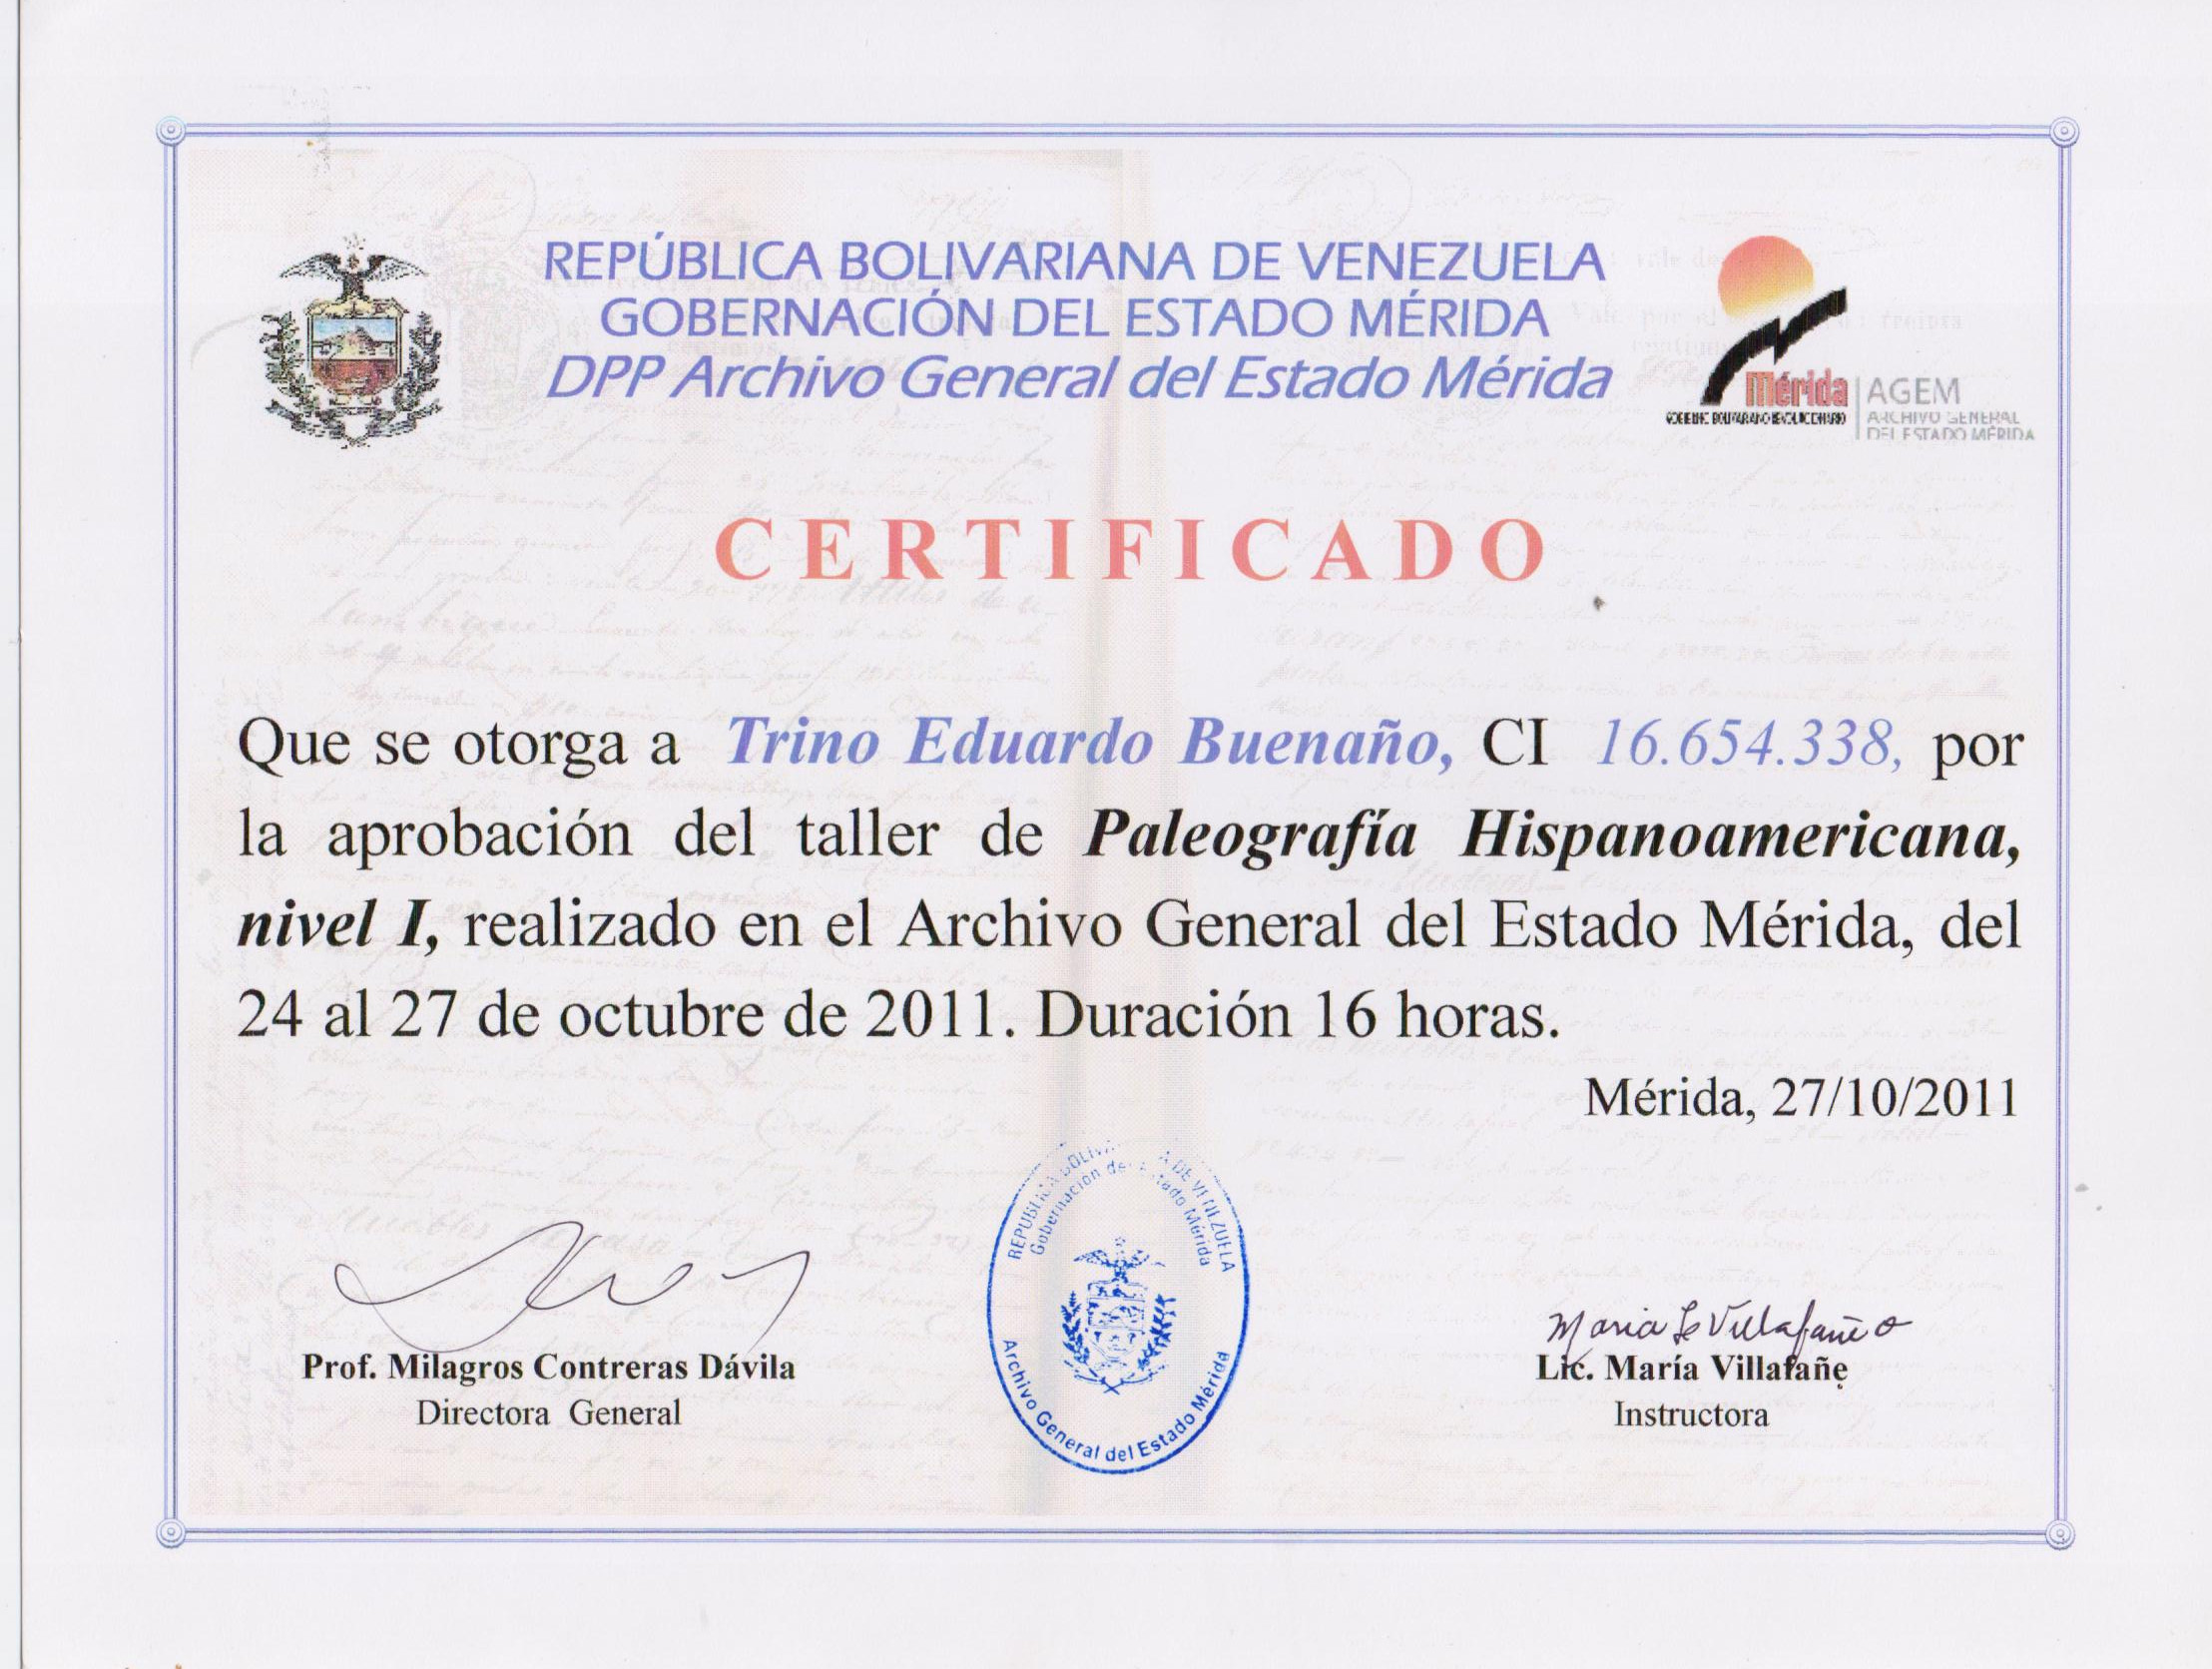 REPÚBLICA BOLIVARIANA DE VENEZUELA
GOBERNACIÓN DEL ESTADO MÉRIDA
DPP Archivo General del Estado Mérida
Mérida
GOBIERNO BOLIVARIANO REVOLUCIONARIO
AGEM
ARCHIVO GENERAL
DEL ESTADO MÉRIDA
CERTIFICADO
Que se otorga a Trino Eduardo Buenaño, CI 16.654.338, por
la aprobación del taller de Paleografía Hispanoamericana,
nivel I, realizado en el Archivo General del Estado Mérida, del
24 al 27 de octubre de 2011. Duración 16 horas.
Mérida, 27/10/2011
REPÚBLICA DE VENEZUELA
Gobernación del Estado Mérida
Archivo General del Estado Mérida
Prof. Milagros Contreras Dávila
Directora General
Maria Villafañe
Lic. María Villafañe
Instructora